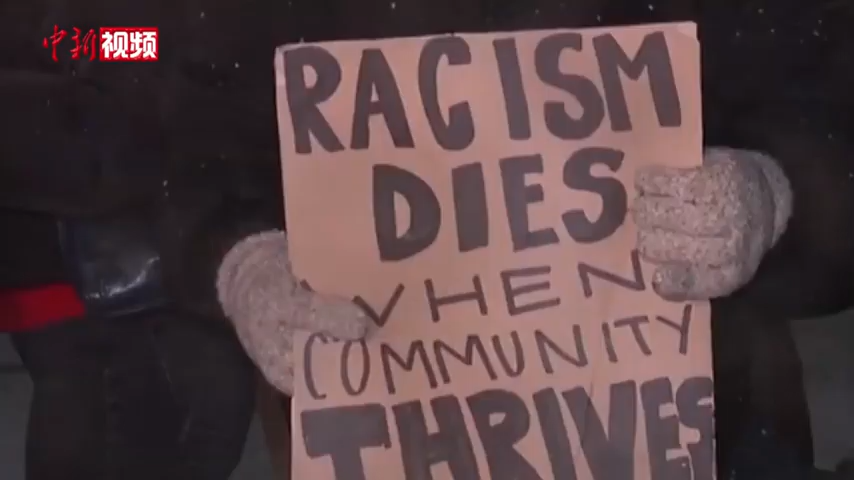 中新视频
RACISM
DIES
WHEN
COMMUNITY
THRIVES